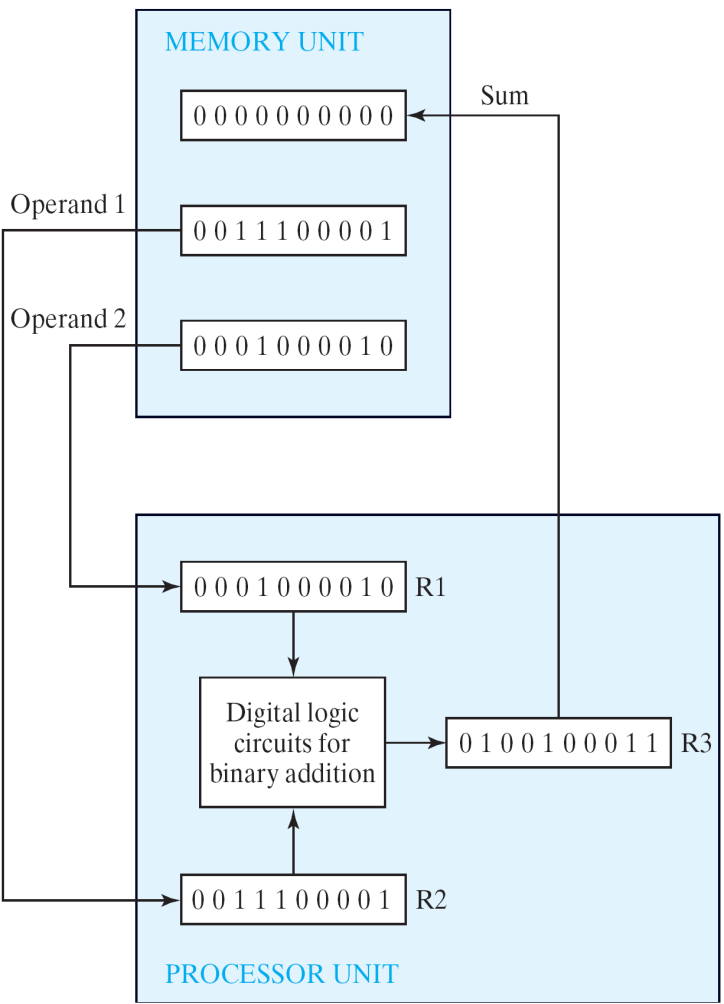 MEMORY UNIT
Sum
0 0 0 0 0 0 0 0 0 0
Operand 1
0 0 1 1 1 0 0 0 0 1
Operand 2
0 0 0 1 0 0 0 0 1 0
0 0 0 1 0 0 0 0 1 0 R1
Digital logic
circuits for
binary addition
0 1 0 0 1 0 0 0 1 1 R3
0 0 1 1 1 0 0 0 0 1 R2
PROCESSOR UNIT